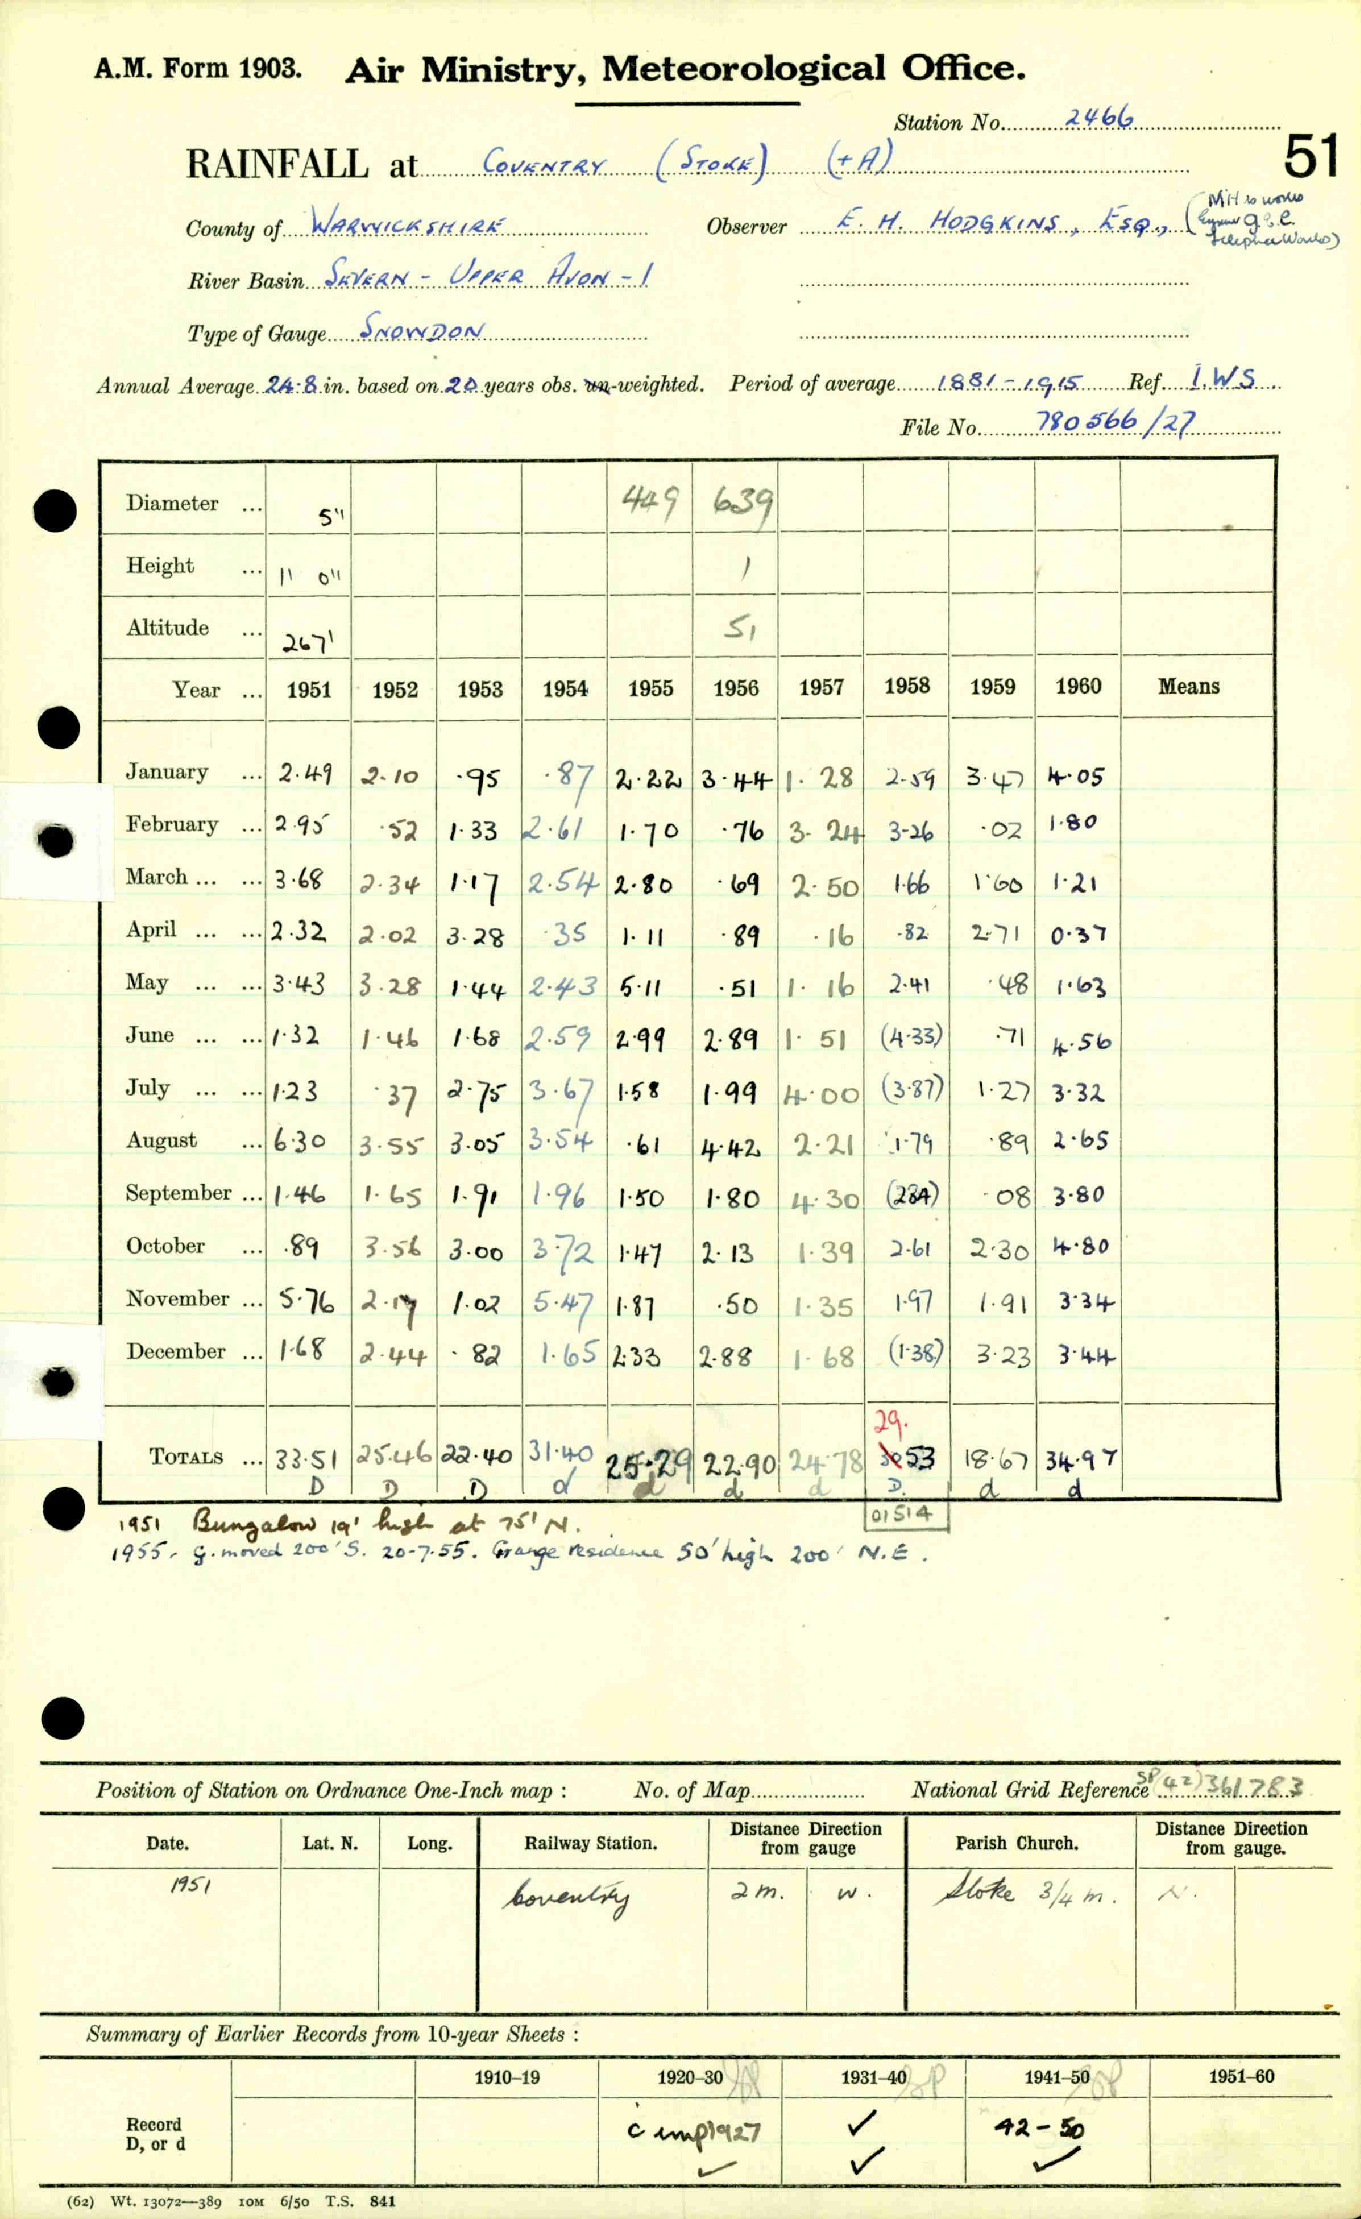 A.M. Form 1903. Air Ministry, Meteorological Office.
Station No. 2466
51
RAINFALL at COVENTRY (STOKE) (+A)
County of WARWICKSHIRE Observer E. H. HODGKINS, ESQ.,
River Basin SEVERN - UPPER AVON - 1
Type of Gauge SNOWDON
Annual Average 24.8 in. based on 20 years obs. un-weighted. Period of average 1881-1915 Ref. I.W.S.
File No. 780566/27
Diameter ... 5" 449 639
Height ... 1' 0" 1
Altitude ... 267' 51
Year ... 1951 1952 1953 1954 1955 1956 1957 1958 1959 1960 Means
January ... 2.49 2.10 .95 .87 2.22 3.44 1.28 2.59 3.47 4.05
February ... 2.95 .52 1.33 2.61 1.70 .76 3.24 3.26 .02 1.80
March ... ... 3.68 2.34 1.17 2.54 2.80 .69 2.50 1.66 1.60 1.21
April ... ... 2.32 2.02 3.28 .35 1.11 .89 .16 .82 2.71 0.37
May ... ... 3.43 3.28 1.44 2.43 5.11 .51 1.16 2.41 .48 1.63
June ... ... 1.32 1.46 1.68 2.59 2.99 2.89 1.51 (4.33) .71 4.56
July ... ... 1.23 .37 2.75 3.67 1.58 1.99 4.00 (3.87) 1.27 3.32
August ... 6.30 3.55 3.05 3.54 .61 4.42 2.21 1.79 .89 2.65
September ... 1.46 1.65 1.91 1.96 1.50 1.80 4.30 (2.84) .08 3.80
October ... .89 3.56 3.00 3.72 1.47 2.13 1.39 2.61 2.30 4.80
November ... 5.76 2.17 1.02 5.47 1.87 .50 1.35 1.97 1.91 3.34
December ... 1.68 2.44 .82 1.65 2.33 2.88 1.68 (1.38) 3.23 3.44
29.
TOTALS ... 33.51 25.46 22.40 31.40 25.29 22.90 24.78 30 53 18.67 34.97
D D D d d d d D. d d
01514
1951 Bungalow 19' high at 75' N.
1955. G. moved 200' S. 20-7-55. Grange residence 50' high 200' N.E.
Position of Station on Ordnance One-Inch map : No. of Map National Grid Reference SP(42) 361783
Date. Lat. N. Long. Railway Station. Distance Direction from gauge Parish Church. Distance Direction from gauge.
1951 Coventry 2 m. W. Stoke 3/4 m. N.
Summary of Earlier Records from 10-year Sheets :
1910–19 1920–30 1931–40 1941–50 1951–60
Record D, or d c imp 1927 ✓ 42-50
✓ ✓ ✓
(62) Wt. 13072—389 10M 6/50 T.S. 841